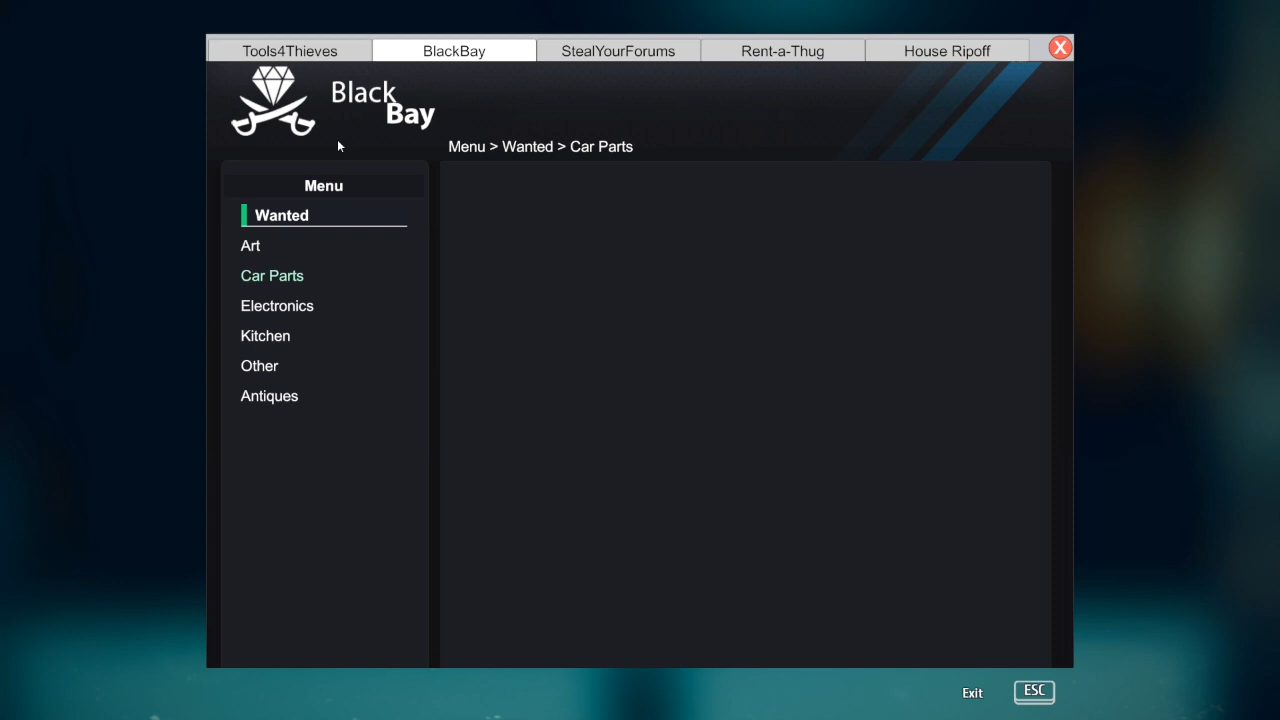 Tools4Thieves BlackBay StealYourForums Rent-a-Thug House Ripoff X
Black
Bay
Menu > Wanted > Car Parts
Menu
Wanted
Art
Car Parts
Electronics
Kitchen
Other
Antiques
Exit ESC